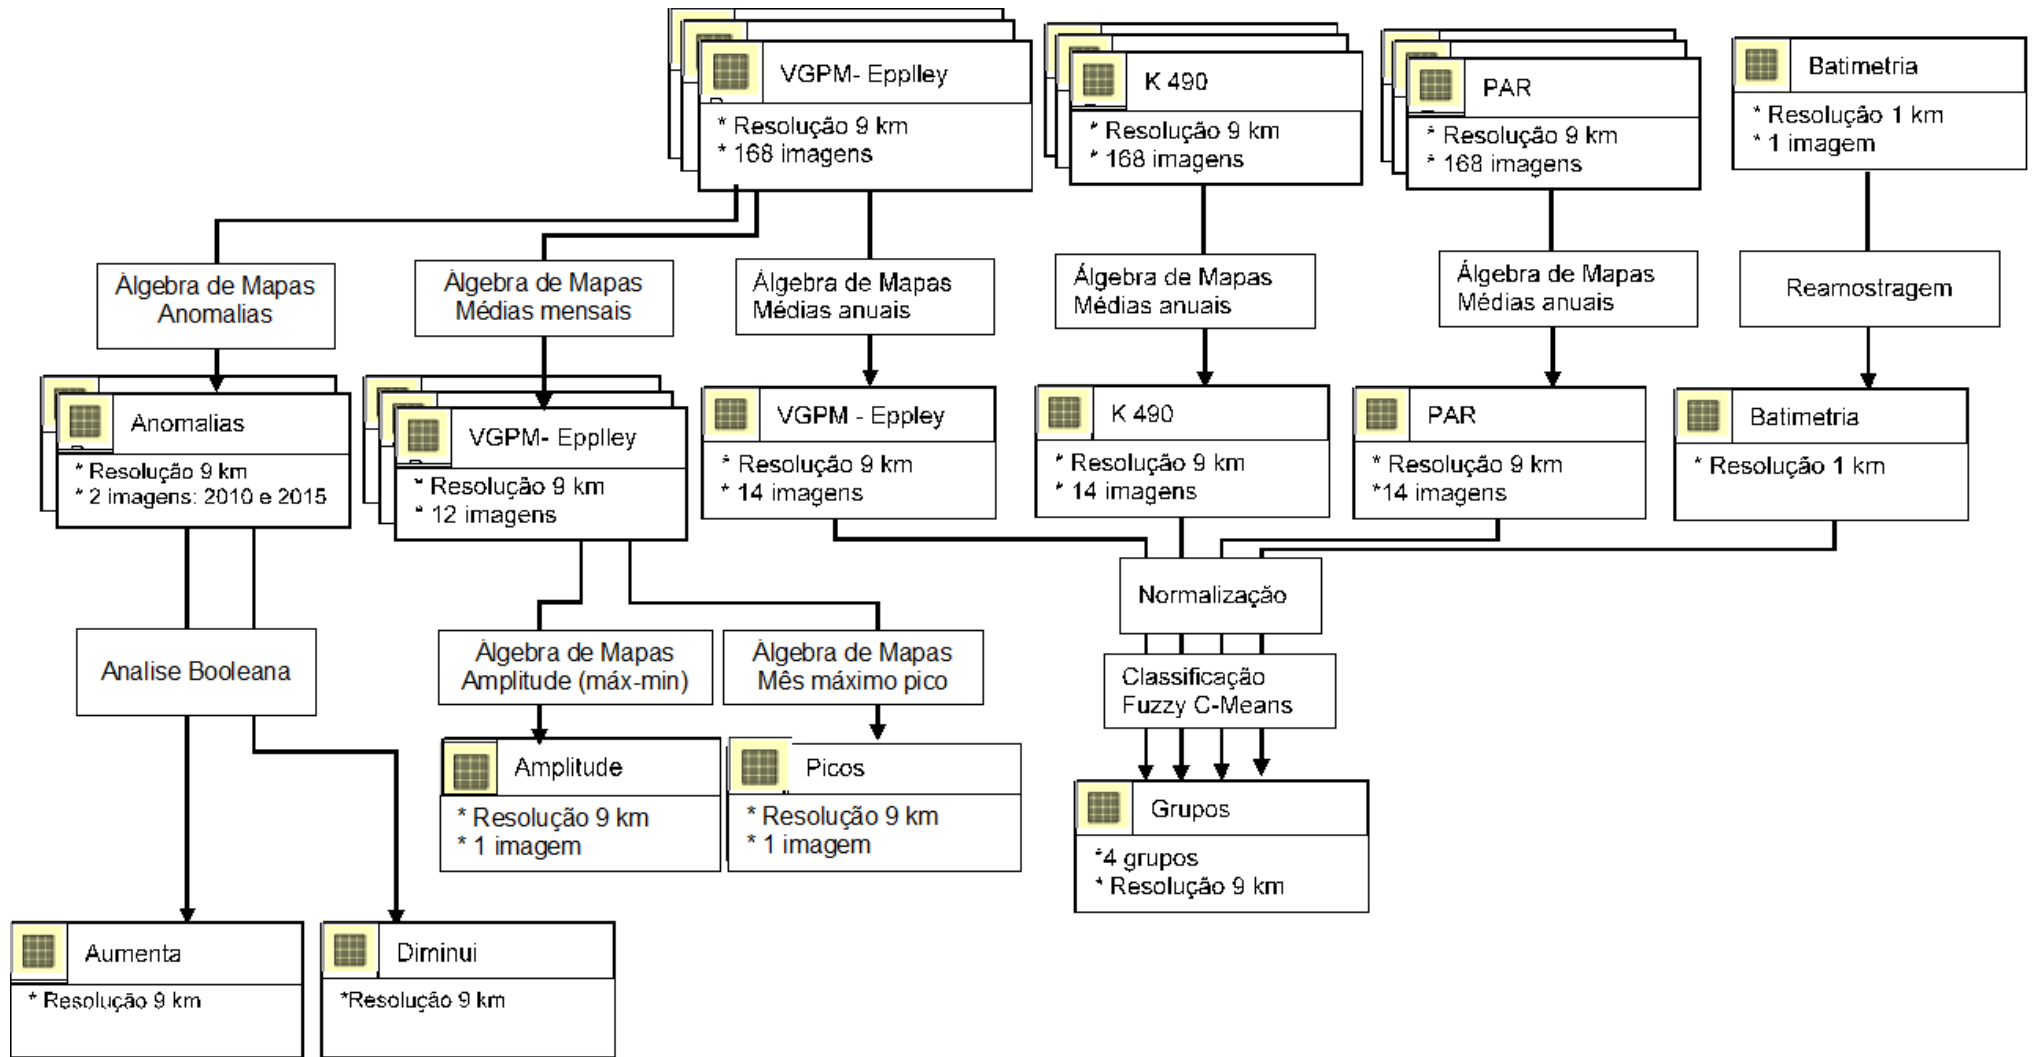 VGPM- Epplley
* Resolução 9 km
* 168 imagens
K 490
* Resolução 9 km
* 168 imagens
PAR
* Resolução 9 km
* 168 imagens
Batimetria
* Resolução 1 km
* 1 imagem
Álgebra de Mapas
Anomalias
Álgebra de Mapas
Médias mensais
Álgebra de Mapas
Médias anuais
Álgebra de Mapas
Médias anuais
Álgebra de Mapas
Médias anuais
Reamostragem
Anomalias
* Resolução 9 km
* 2 imagens: 2010 e 2015
VGPM- Epplley
* Resolução 9 km
* 12 imagens
VGPM - Eppley
* Resolução 9 km
* 14 imagens
K 490
* Resolução 9 km
* 14 imagens
PAR
* Resolução 9 km
*14 imagens
Batimetria
* Resolução 1 km
Normalização
Analise Booleana
Álgebra de Mapas
Amplitude (máx-min)
Álgebra de Mapas
Mês máximo pico
Classificação
Fuzzy C-Means
Amplitude
* Resolução 9 km
* 1 imagem
Picos
* Resolução 9 km
* 1 imagem
Grupos
*4 grupos
* Resolução 9 km
Aumenta
* Resolução 9 km
Diminui
*Resolução 9 km